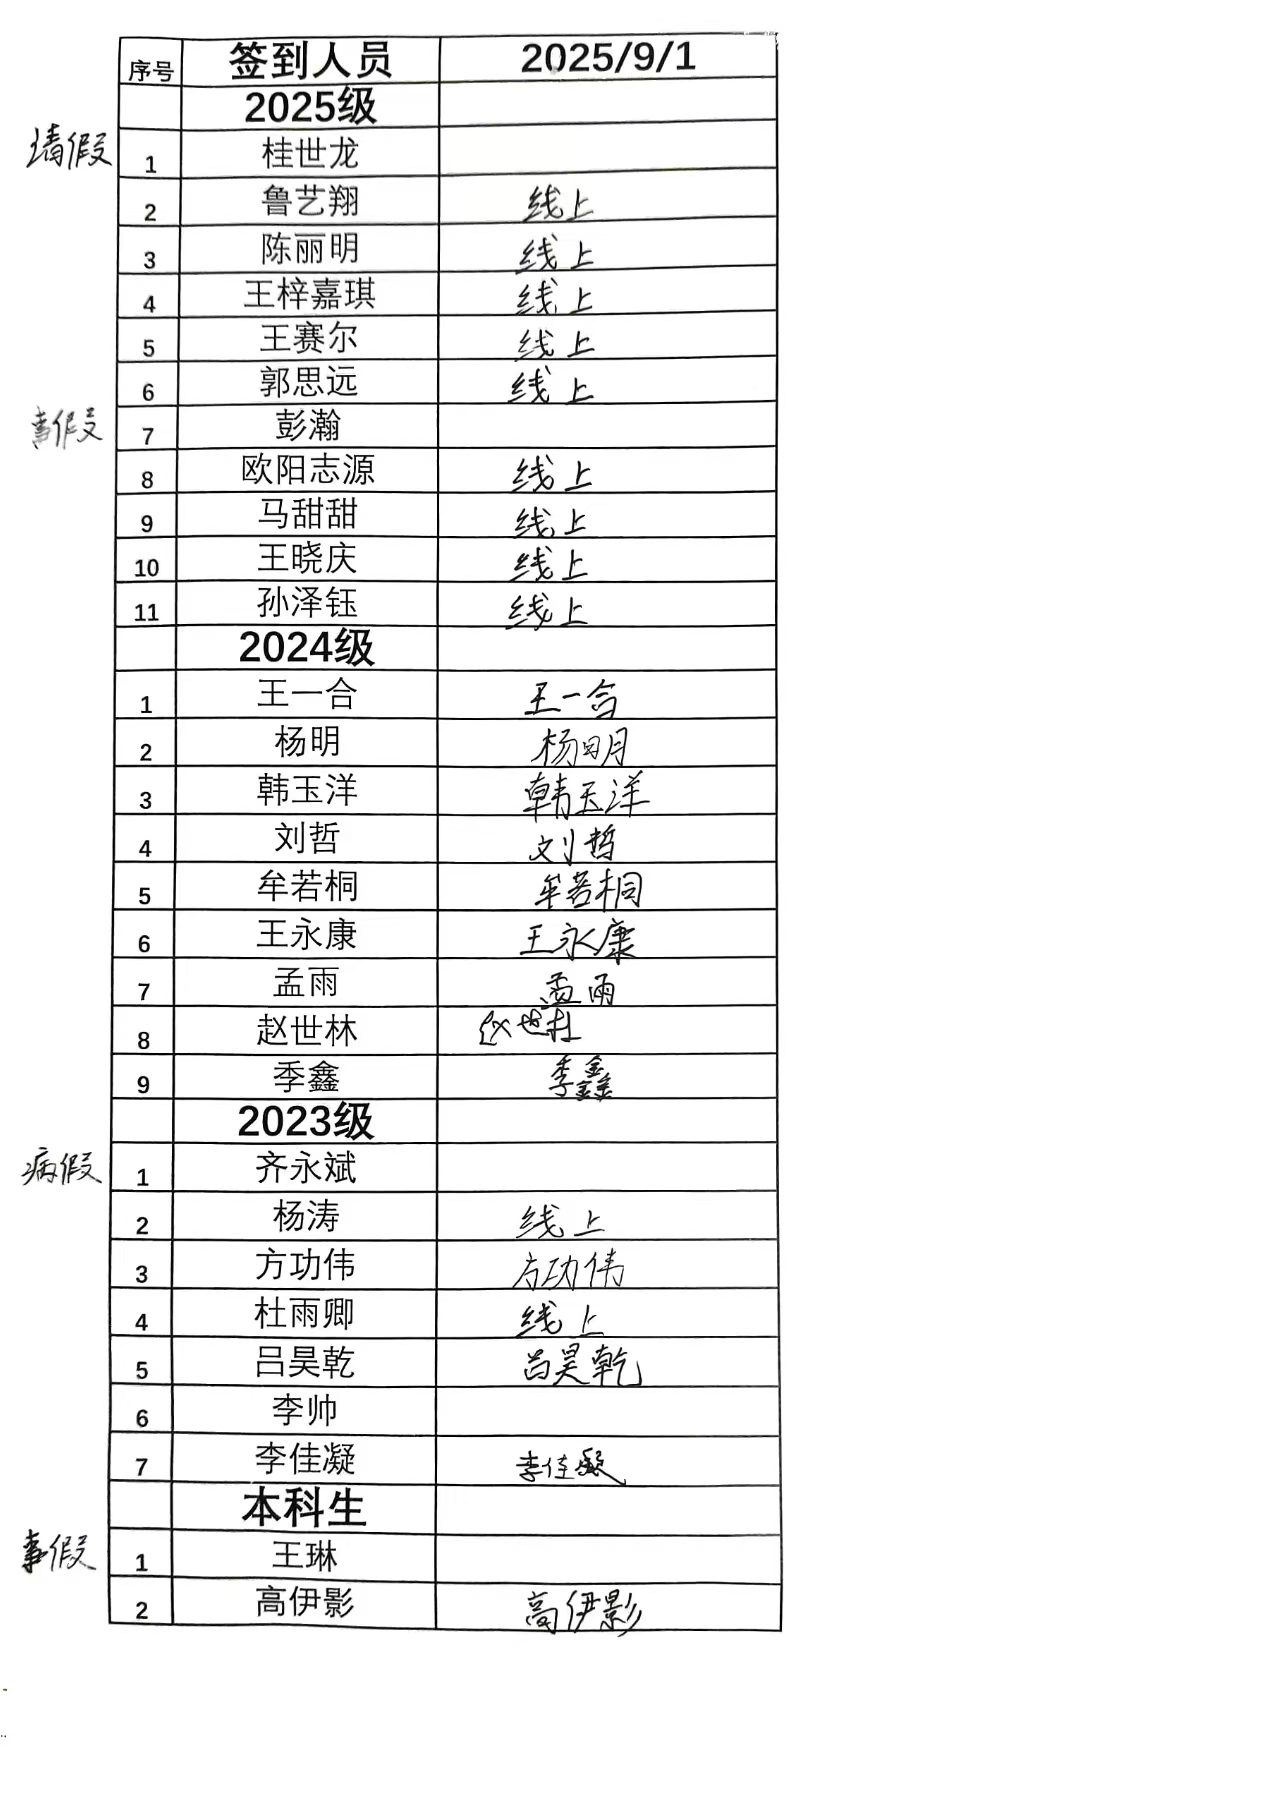 序号 签到人员 2025/9/1
2025级
请假 1 桂世龙
2 鲁艺翔 线上
3 陈丽明 线上
4 王梓嘉琪 线上
5 王赛尔 线上
6 郭思远 线上
事假 7 彭瀚
8 欧阳志源 线上
9 马甜甜 线上
10 王晓庆 线上
11 孙泽钰 线上
2024级
1 王一合 王一合
2 杨明 杨明
3 韩玉洋 韩玉洋
4 刘哲 刘哲
5 牟若桐 牟若桐
6 王永康 王永康
7 孟雨 孟雨
8 赵世林 赵世林
9 季鑫 季鑫
2023级
病假 1 齐永斌
2 杨涛 线上
3 方功伟 方功伟
4 杜雨卿 线上
5 吕昊乾 吕昊乾
6 李帅
7 李佳凝 李佳凝
本科生
事假 1 王琳
2 高伊影 高伊影